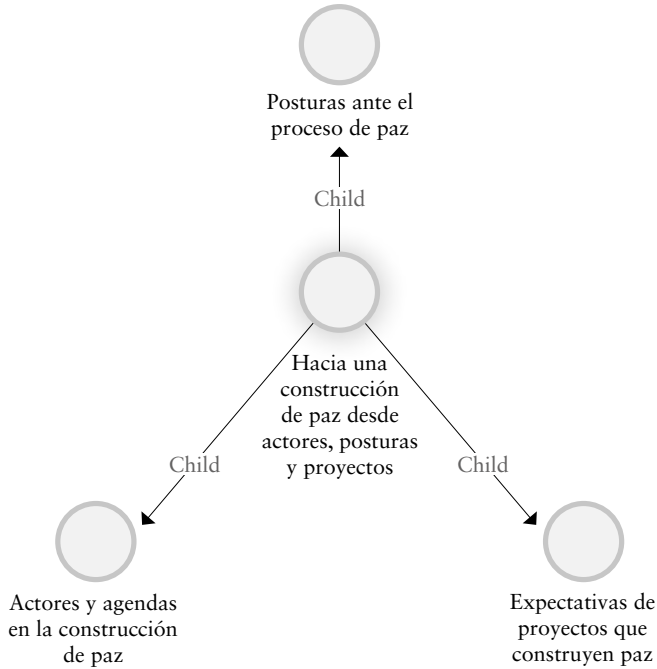 Posturas ante el
proceso de paz
Child
Hacia una
construcción
de paz desde
actores, posturas
y proyectos
Child
Child
Actores y agendas
en la construcción
de paz
Expectativas de
proyectos que
construyen paz